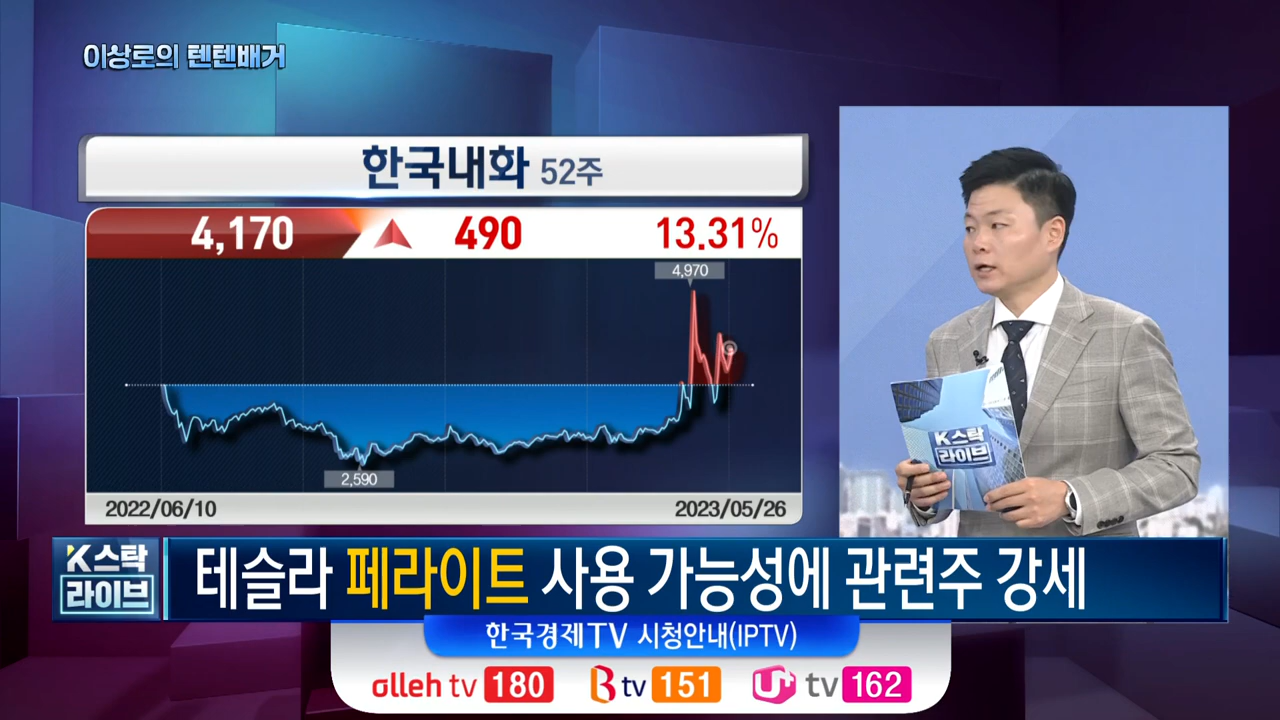 이상로의 텐텐배거
한국내화 52주
4,170 ▲ 490 13.31%
4,970
2,590
2022/06/10 2023/05/26
K스탁
라이브
K스탁
라이브
테슬라 페라이트 사용 가능성에 관련주 강세
한국경제TV 시청안내(IPTV)
olleh tv 180 B tv 151 U+ tv 162